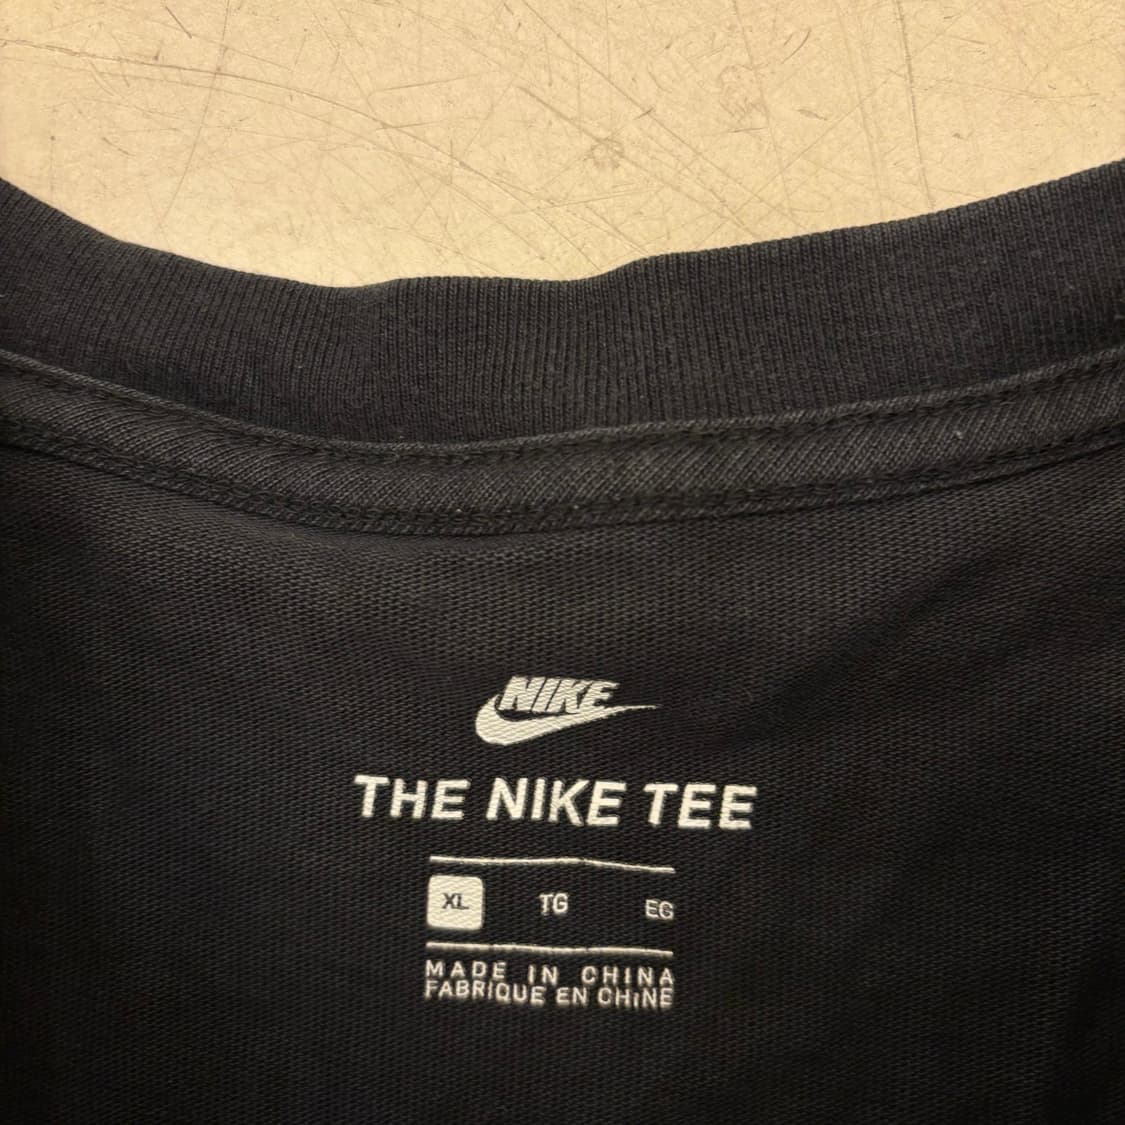 NIKE
THE NIKE TEE
XL TG EG
MADE IN CHINA
FABRIQUE EN CHINE